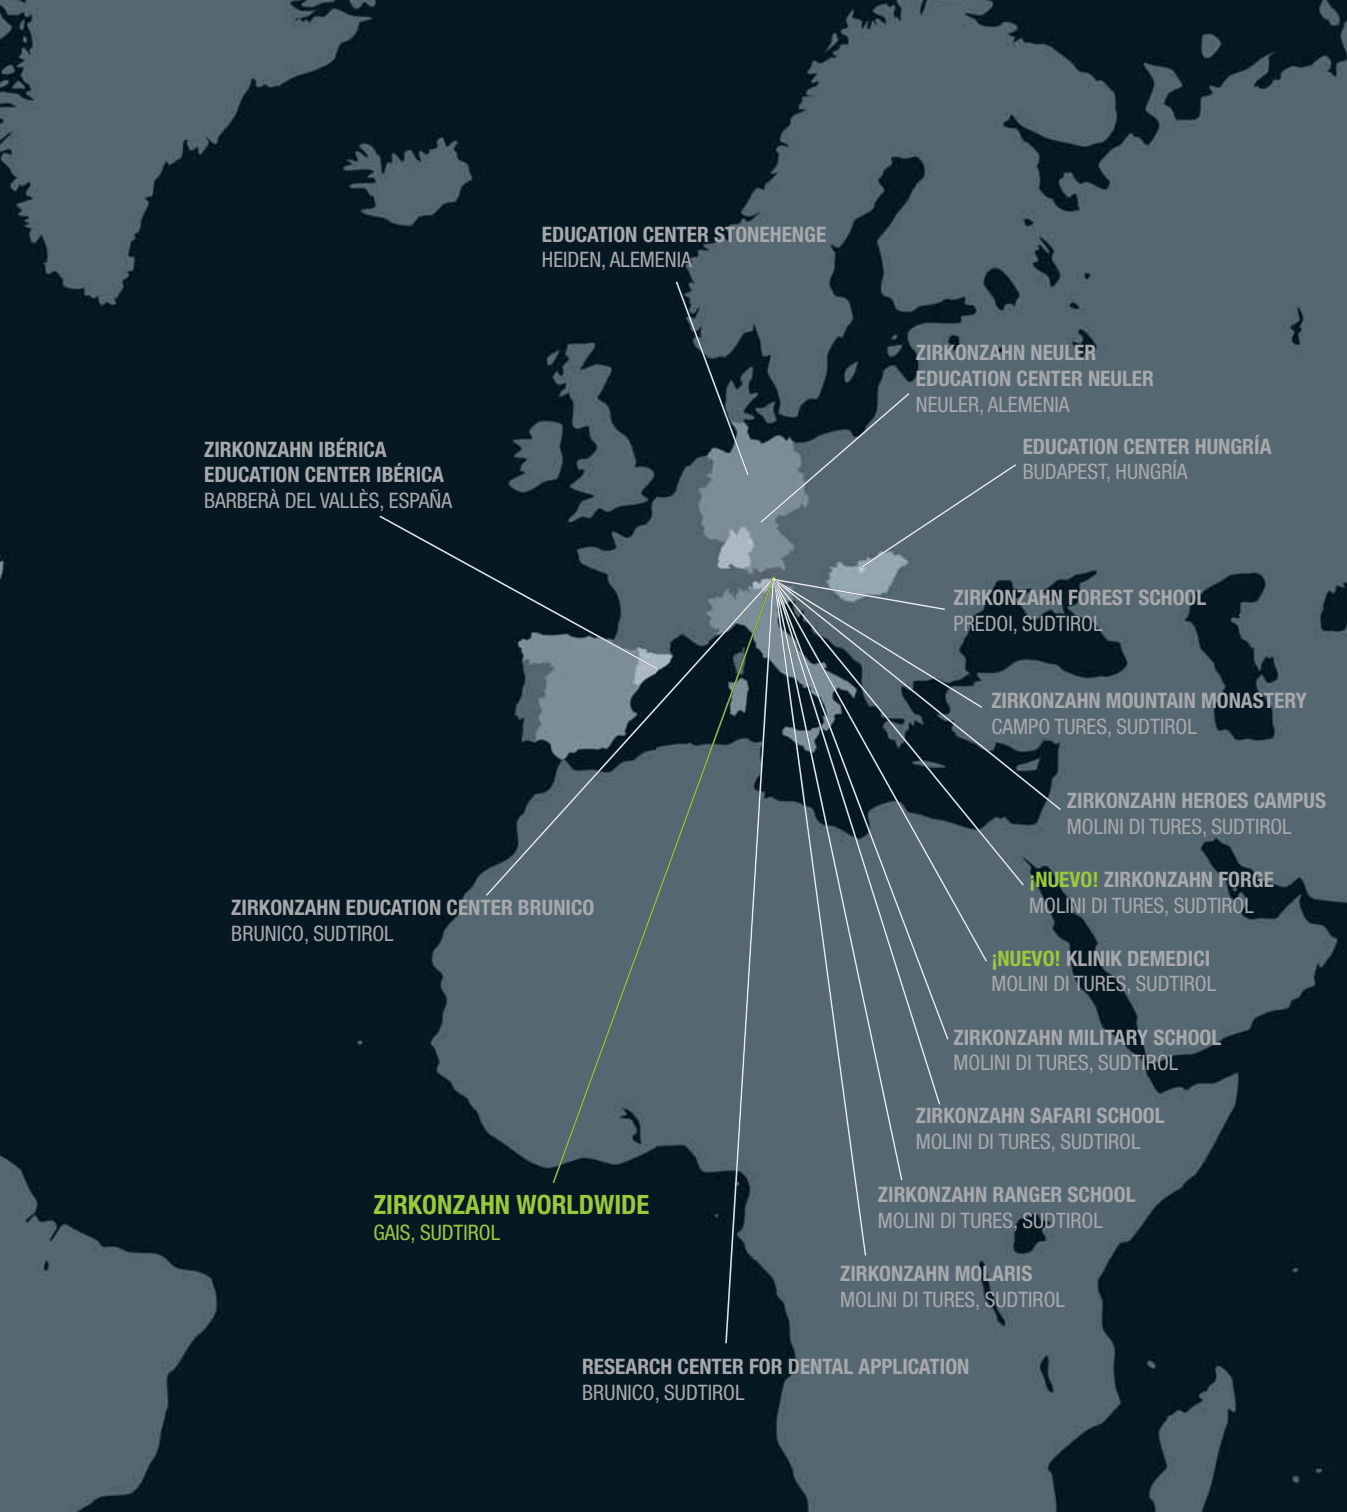 EDUCATION CENTER STONEHENGE
HEIDEN, ALEMENIA
ZIRKONZAHN NEULER
EDUCATION CENTER NEULER
NEULER, ALEMENIA
EDUCATION CENTER HUNGRÍA
BUDAPEST, HUNGRÍA
ZIRKONZAHN IBÉRICA
EDUCATION CENTER IBÉRICA
BARBERÀ DEL VALLÈS, ESPAÑA
ZIRKONZAHN FOREST SCHOOL
PREDOI, SUDTIROL
ZIRKONZAHN MOUNTAIN MONASTERY
CAMPO TURES, SUDTIROL
ZIRKONZAHN HEROES CAMPUS
MOLINI DI TURES, SUDTIROL
¡NUEVO! ZIRKONZAHN FORGE
MOLINI DI TURES, SUDTIROL
ZIRKONZAHN EDUCATION CENTER BRUNICO
BRUNICO, SUDTIROL
¡NUEVO! KLINIK DEMEDICI
MOLINI DI TURES, SUDTIROL
ZIRKONZAHN MILITARY SCHOOL
MOLINI DI TURES, SUDTIROL
ZIRKONZAHN SAFARI SCHOOL
MOLINI DI TURES, SUDTIROL
ZIRKONZAHN RANGER SCHOOL
MOLINI DI TURES, SUDTIROL
ZIRKONZAHN WORLDWIDE
GAIS, SUDTIROL
ZIRKONZAHN MOLARIS
MOLINI DI TURES, SUDTIROL
RESEARCH CENTER FOR DENTAL APPLICATION
BRUNICO, SUDTIROL